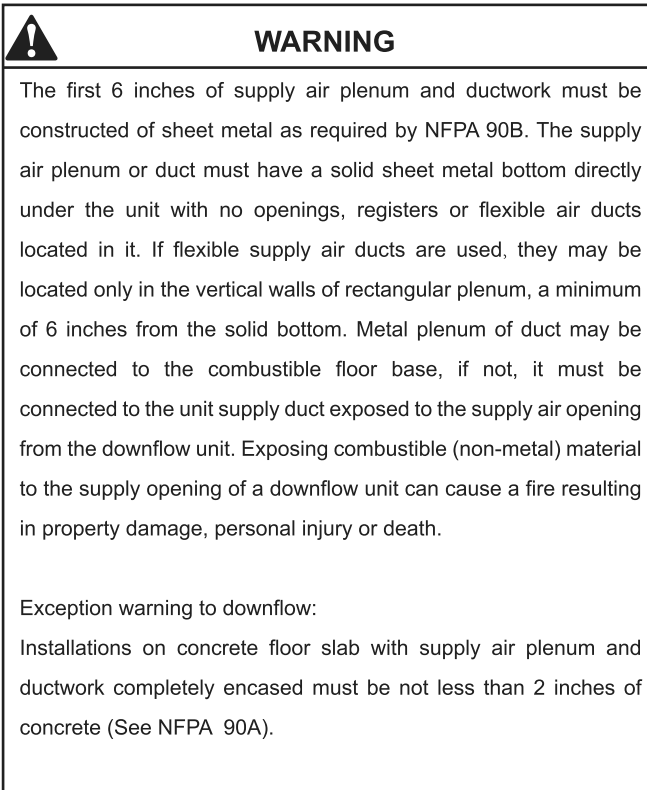 WARNING
The first 6 inches of supply air plenum and ductwork must be
constructed of sheet metal as required by NFPA 90B. The supply
air plenum or duct must have a solid sheet metal bottom directly
under the unit with no openings, registers or flexible air ducts
located in it. If flexible supply air ducts are used, they may be
located only in the vertical walls of rectangular plenum, a minimum
of 6 inches from the solid bottom. Metal plenum of duct may be
connected to the combustible floor base, if not, it must be
connected to the unit supply duct exposed to the supply air opening
from the downflow unit. Exposing combustible (non-metal) material
to the supply opening of a downflow unit can cause a fire resulting
in property damage, personal injury or death.
Exception warning to downflow:
Installations on concrete floor slab with supply air plenum and
ductwork completely encased must be not less than 2 inches of
concrete (See NFPA 90A).